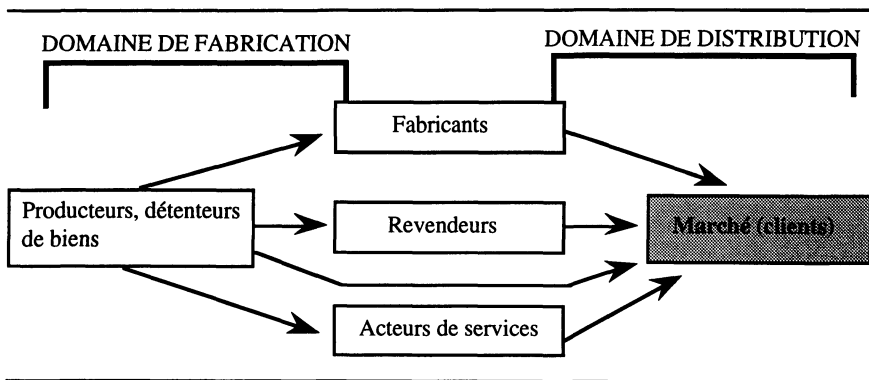 DOMAINE DE FABRICATION
DOMAINE DE DISTRIBUTION
Fabricants
Producteurs, détenteurs
de biens
Revendeurs
Marché (clients)
Acteurs de services